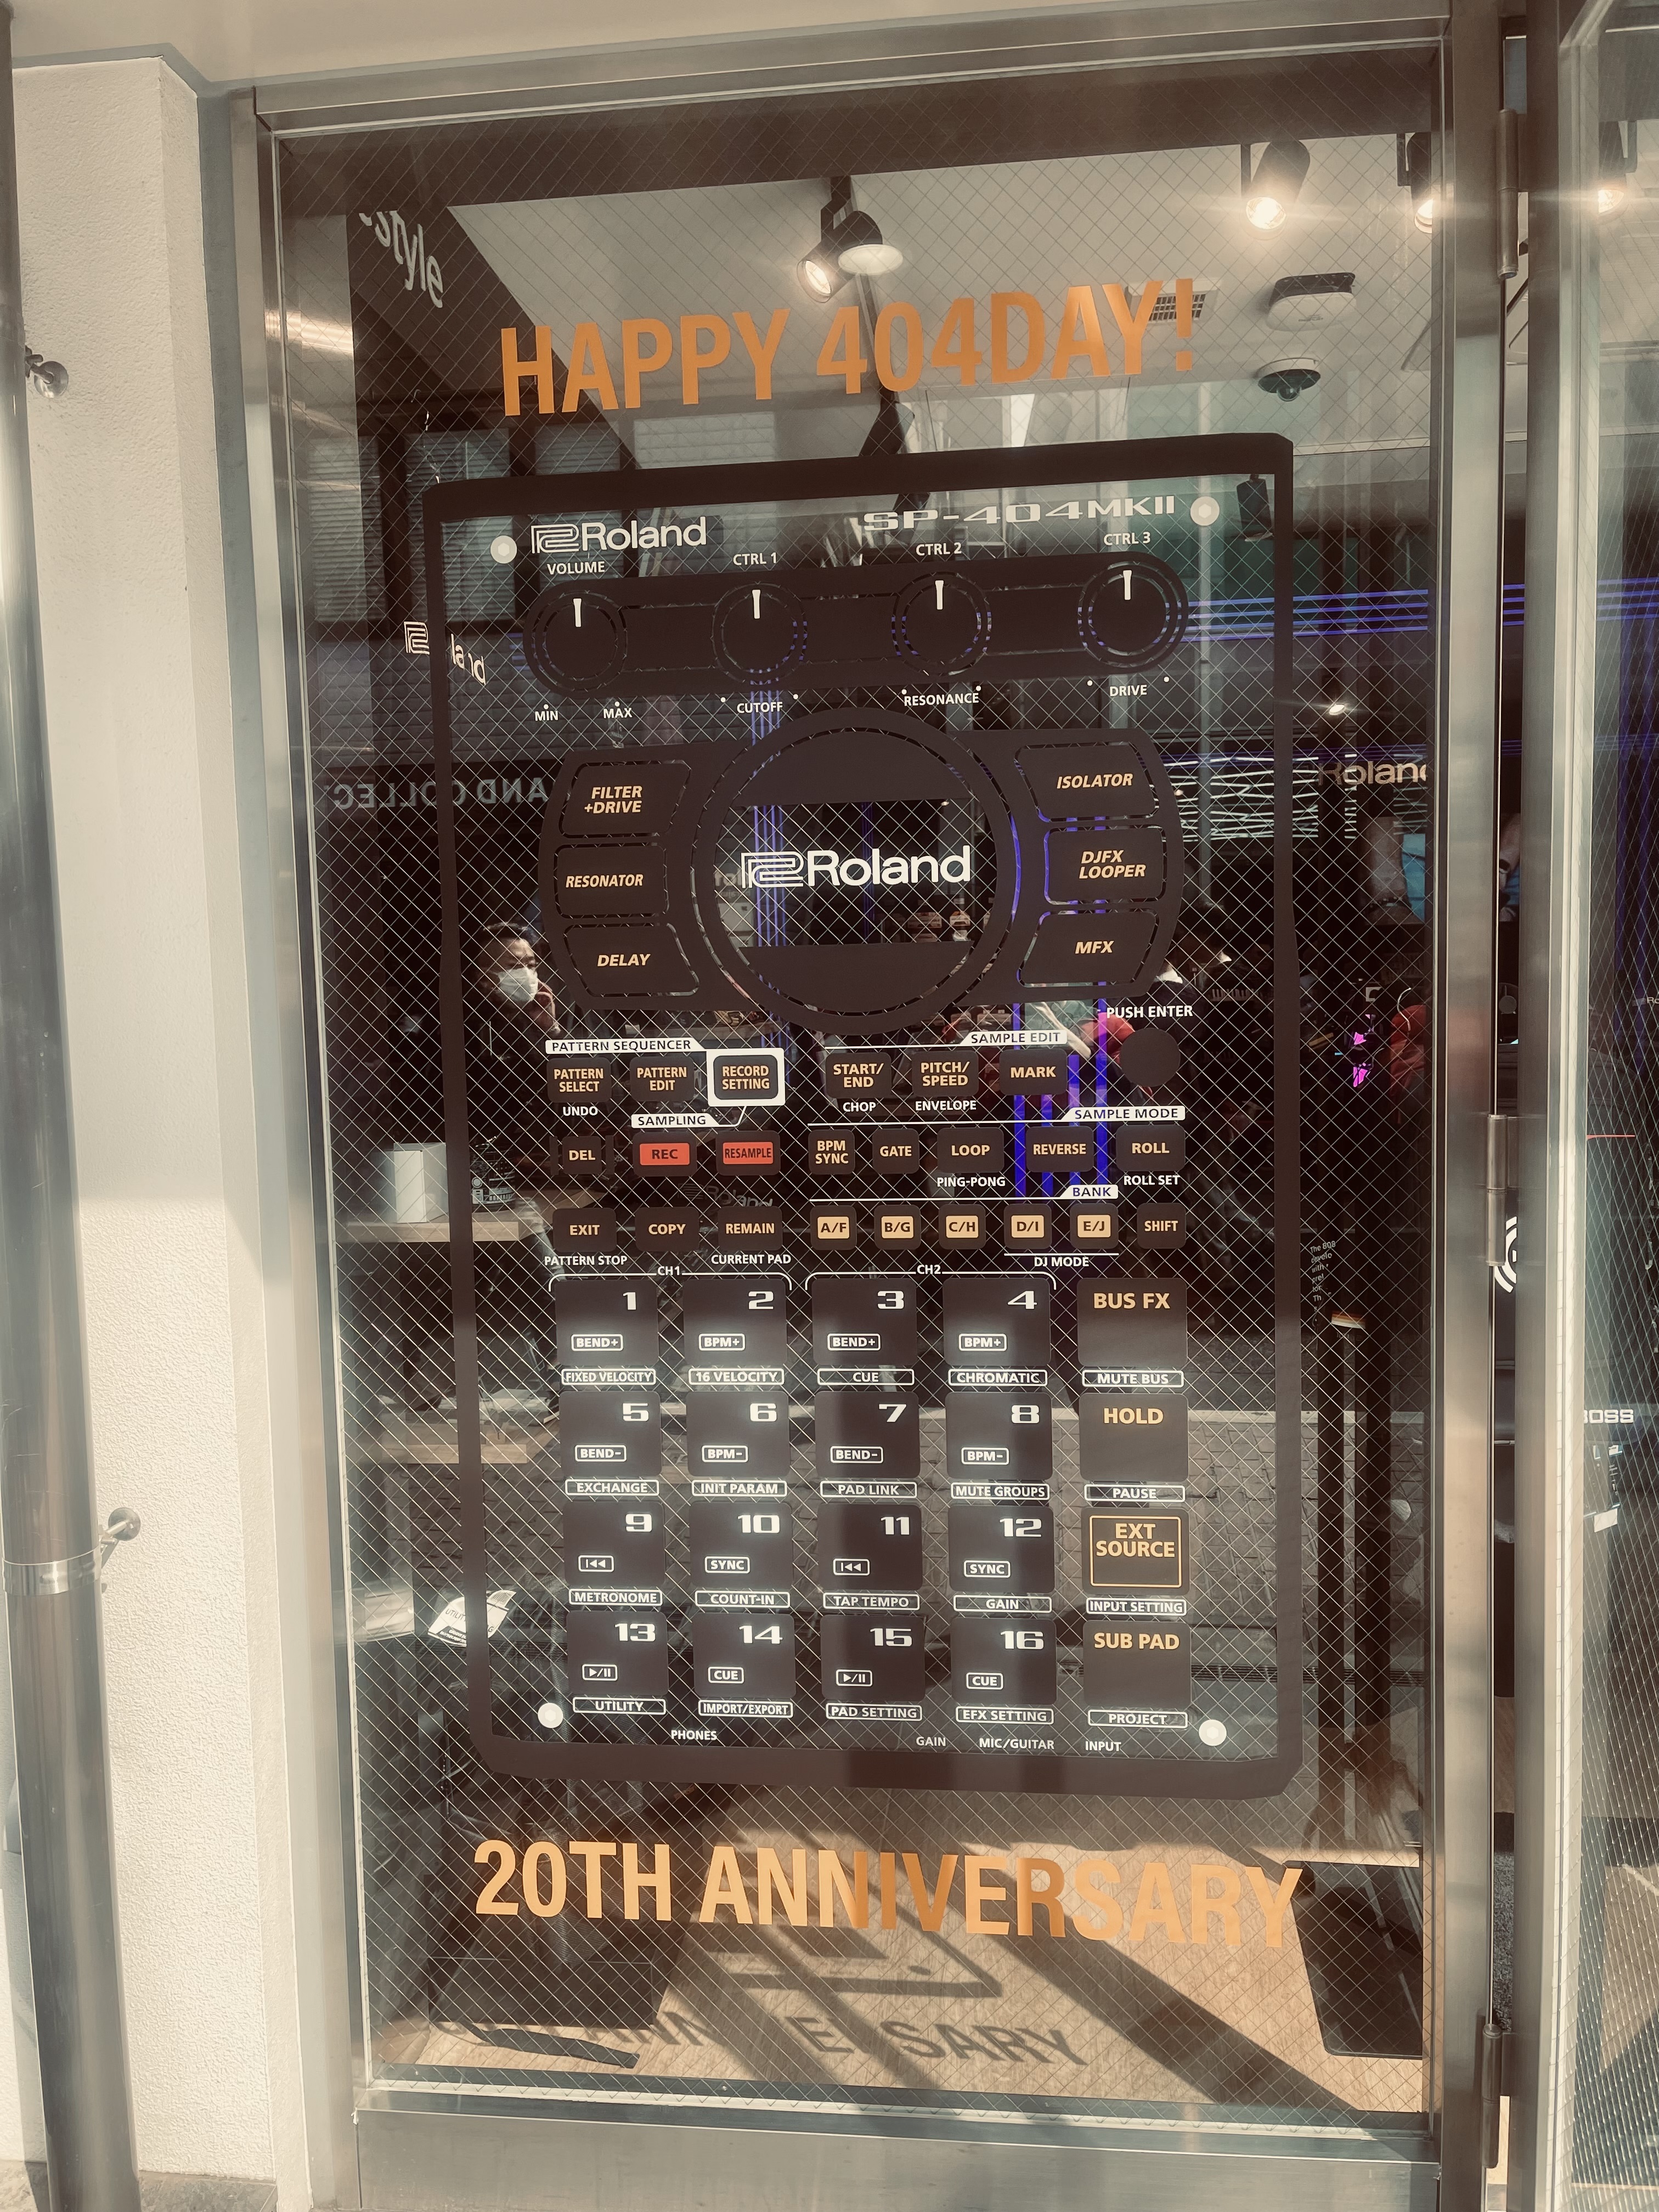 style
HAPPY 404DAY!
Roland
SP-404MKII
VOLUME
CTRL 1
CTRL 2
CTRL 3
MIN
MAX
CUTOFF
RESONANCE
DRIVE
FILTER
+DRIVE
RESONATOR
DELAY
Roland
ISOLATOR
DJFX
LOOPER
MFX
Roland
PUSH ENTER
PATTERN SEQUENCER
SAMPLE EDIT
PATTERN
SELECT
PATTERN
EDIT
RECORD
SETTING
START/
END
PITCH/
SPEED
MARK
UNDO
CHOP
ENVELOPE
SAMPLING
SAMPLE MODE
DEL
REC
RESAMPLE
BPM
SYNC
GATE
LOOP
REVERSE
ROLL
PING-PONG
ROLL SET
BANK
EXIT
COPY
REMAIN
A/F
B/G
C/H
D/I
E/J
SHIFT
PATTERN STOP
CURRENT PAD
DJ MODE
CH1
CH2
1
2
3
4
BUS FX
BEND+
BPM+
BEND+
BPM+
FIXED VELOCITY
16 VELOCITY
CUE
CHROMATIC
MUTE BUS
5
6
7
8
HOLD
BEND-
BPM-
BEND-
BPM-
EXCHANGE
INIT PARAM
PAD LINK
MUTE GROUPS
PAUSE
BOSS
9
10
11
12
EXT
SOURCE
SYNC
SYNC
METRONOME
COUNT-IN
TAP TEMPO
GAIN
INPUT SETTING
13
14
15
16
SUB PAD
CUE
CUE
UTILITY
IMPORT/EXPORT
PAD SETTING
EFX SETTING
PROJECT
PHONES
GAIN
MIC/GUITAR
INPUT
20TH ANNIVERSARY